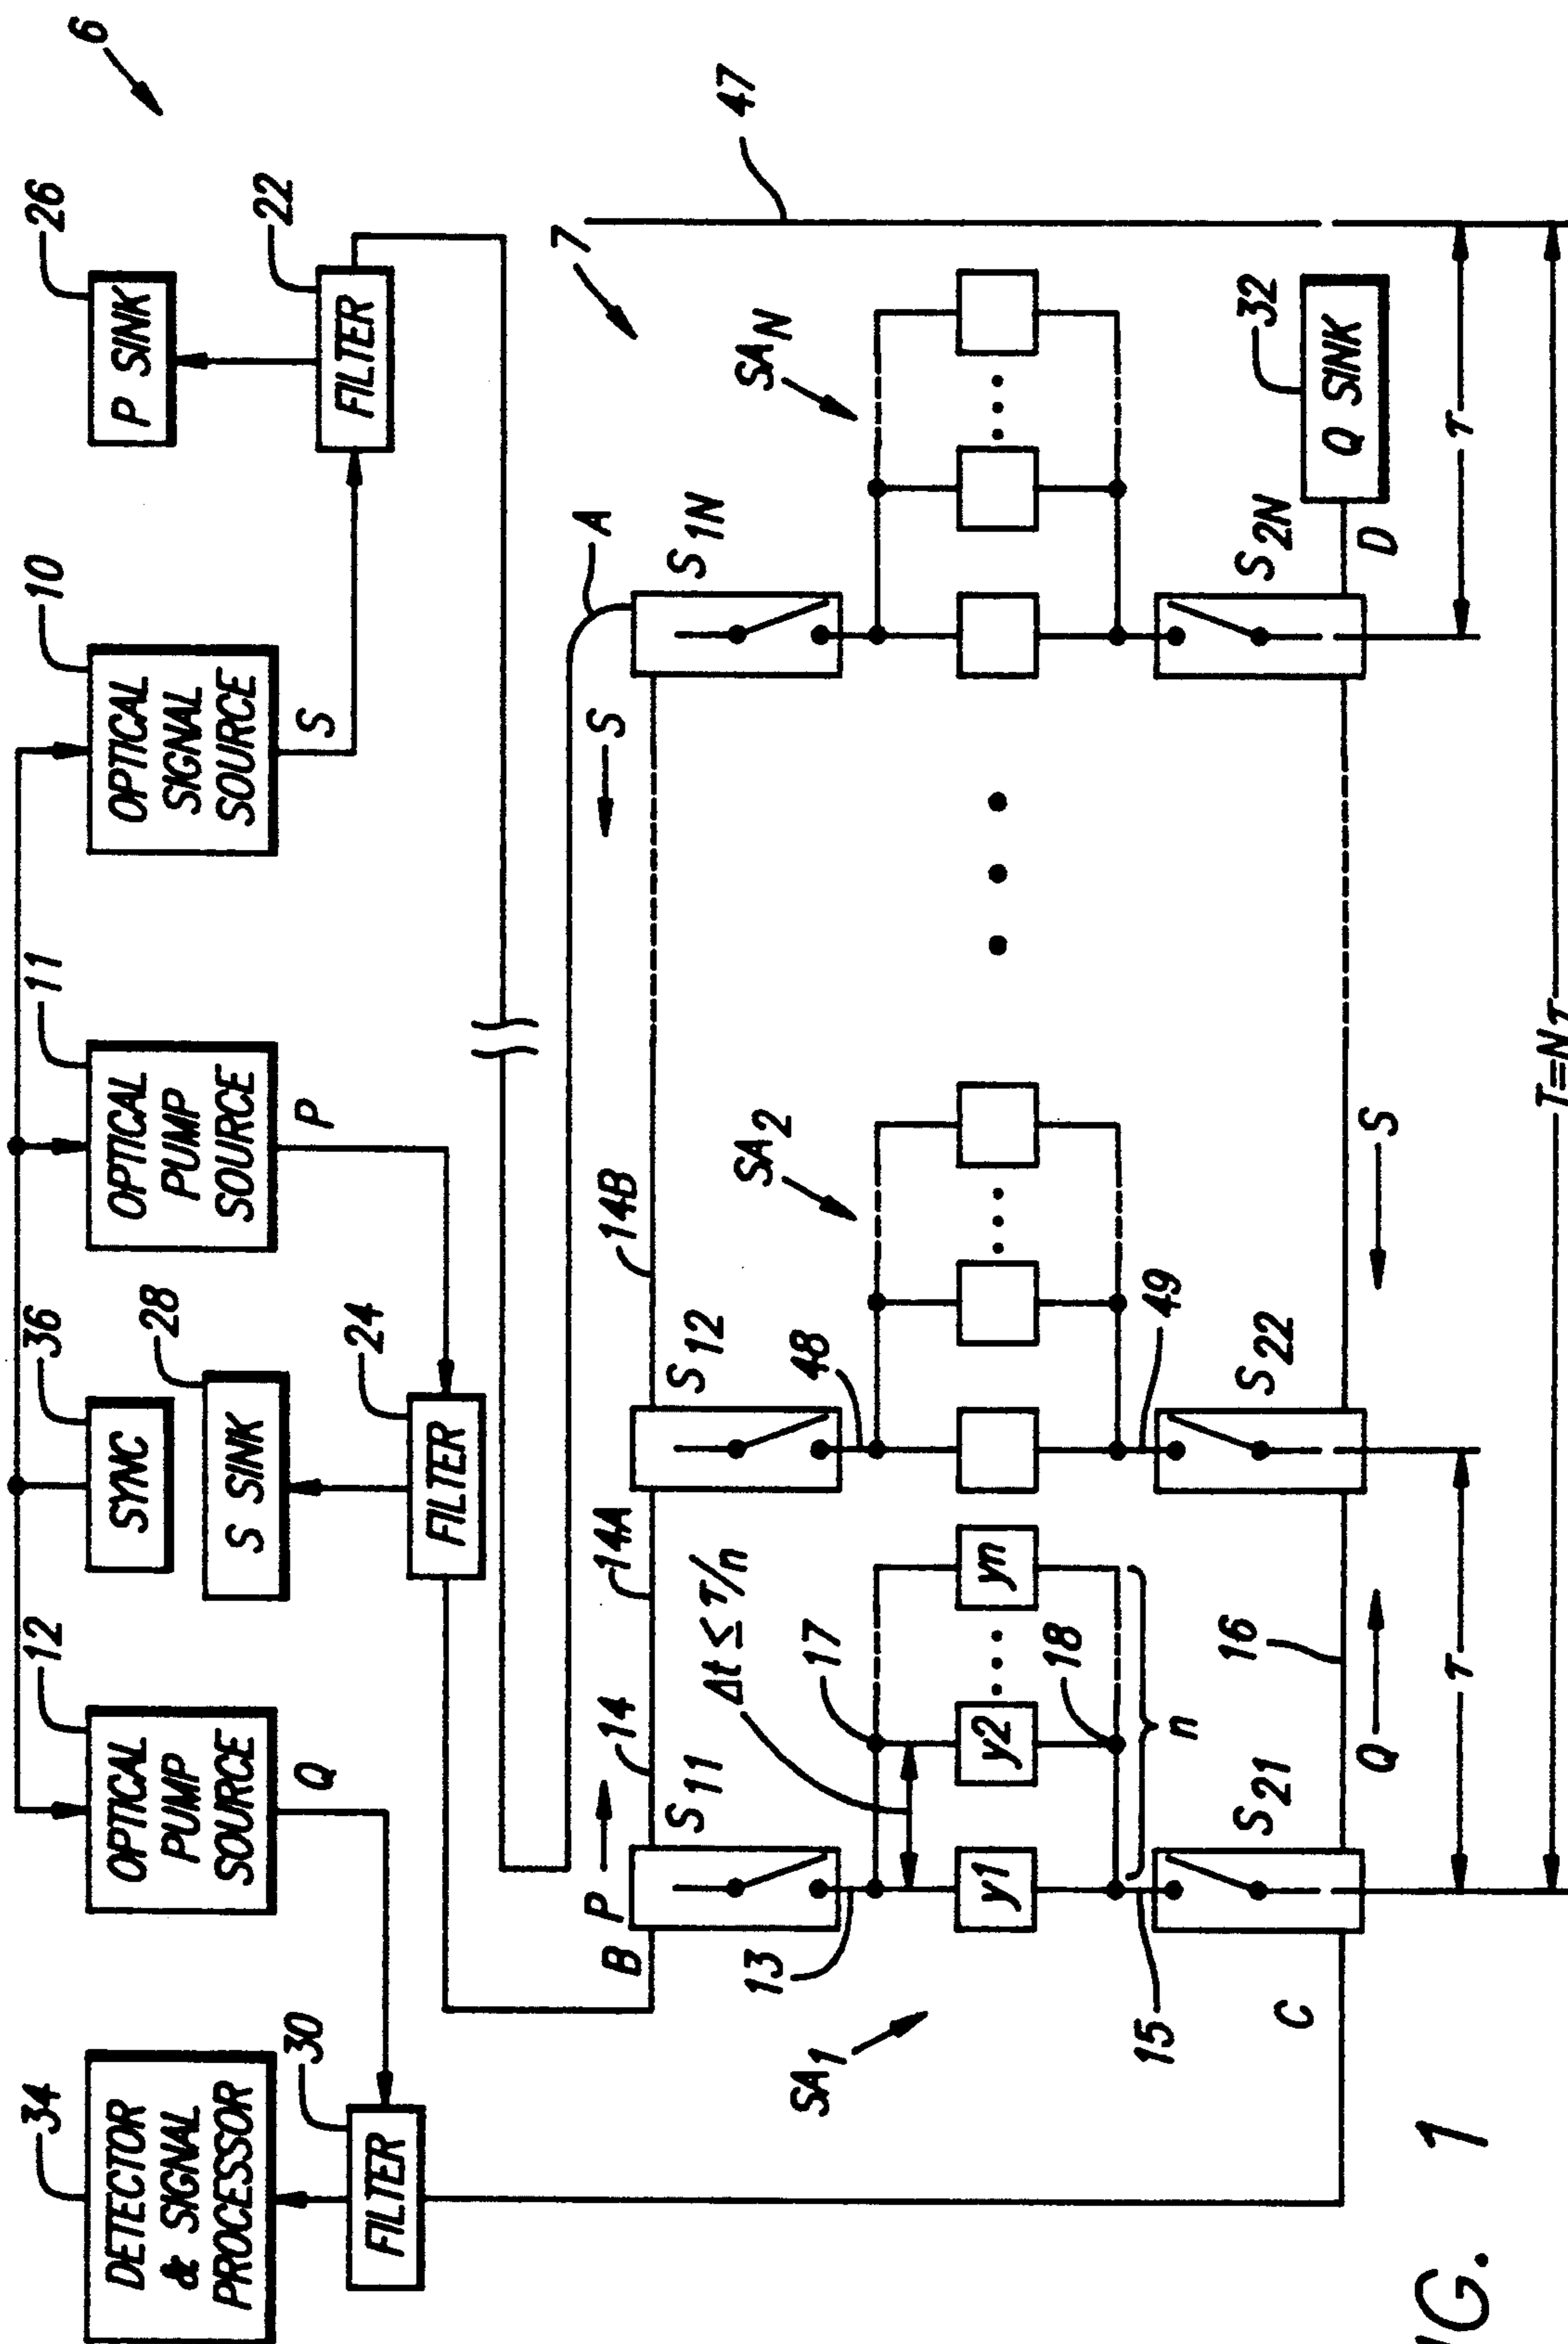 6
34
12
36
11
10
26
DETECTOR
& SIGNAL
PROCESSOR
OPTICAL
PUMP
SOURCE
SYNC
OPTICAL
PUMP
SOURCE
OPTICAL
SIGNAL
SOURCE
P SINK
28
S SINK
30
Q
24
P
S
22
FILTER
FILTER
FILTER
7
47
B
P
14
14A
14B
S
A
S11
S12
S1N
13
17
Δt ≤ τ/n
48
SA1
SA2
SAN
y1
y2
yn
15
18
n
49
S21
S22
S2N
32
Q SINK
C
16
D
Q
S
τ
τ
T=Nτ
FIG. 1